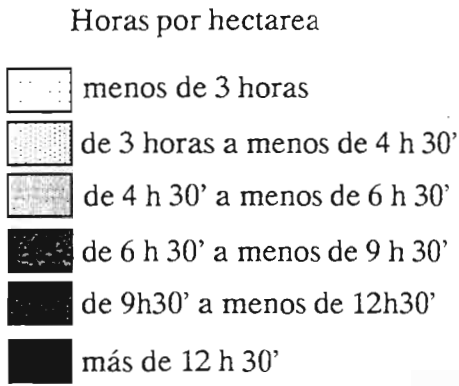 Horas por hectarea
menos de 3 horas
de 3 horas a menos de 4 h 30’
de 4 h 30’ a menos de 6 h 30’
de 6 h 30’ a menos de 9 h 30’
de 9h30’ a menos de 12h30’
más de 12 h 30’